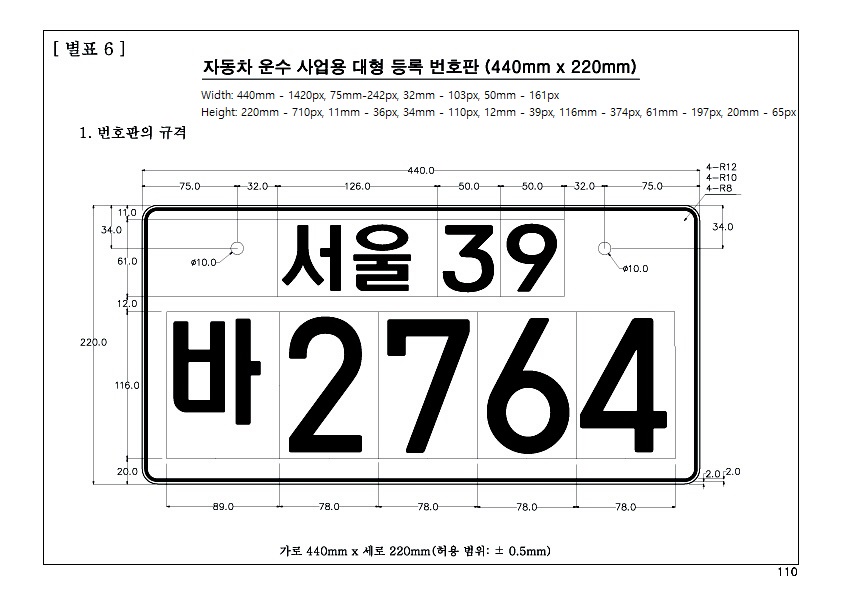 [ 별표 6 ]
자동차 운수 사업용 대형 등록 번호판 (440mm x 220mm)
Width: 440mm - 1420px, 75mm-242px, 32mm - 103px, 50mm - 161px
Height: 220mm - 710px, 11mm - 36px, 34mm - 110px, 12mm - 39px, 116mm - 374px, 61mm - 197px, 20mm - 65px
1. 번호판의 규격
440.0
4-R12
4-R10
4-R8
75.0 32.0 126.0 50.0 50.0 32.0 75.0
11.0
34.0 34.0
61.0
ø10.0 서울 39 ø10.0
12.0
220.0
116.0
바 2764
20.0 2.0 2.0
89.0 78.0 78.0 78.0 78.0
가로 440mm x 세로 220mm(허용 범위: ± 0.5mm)
110